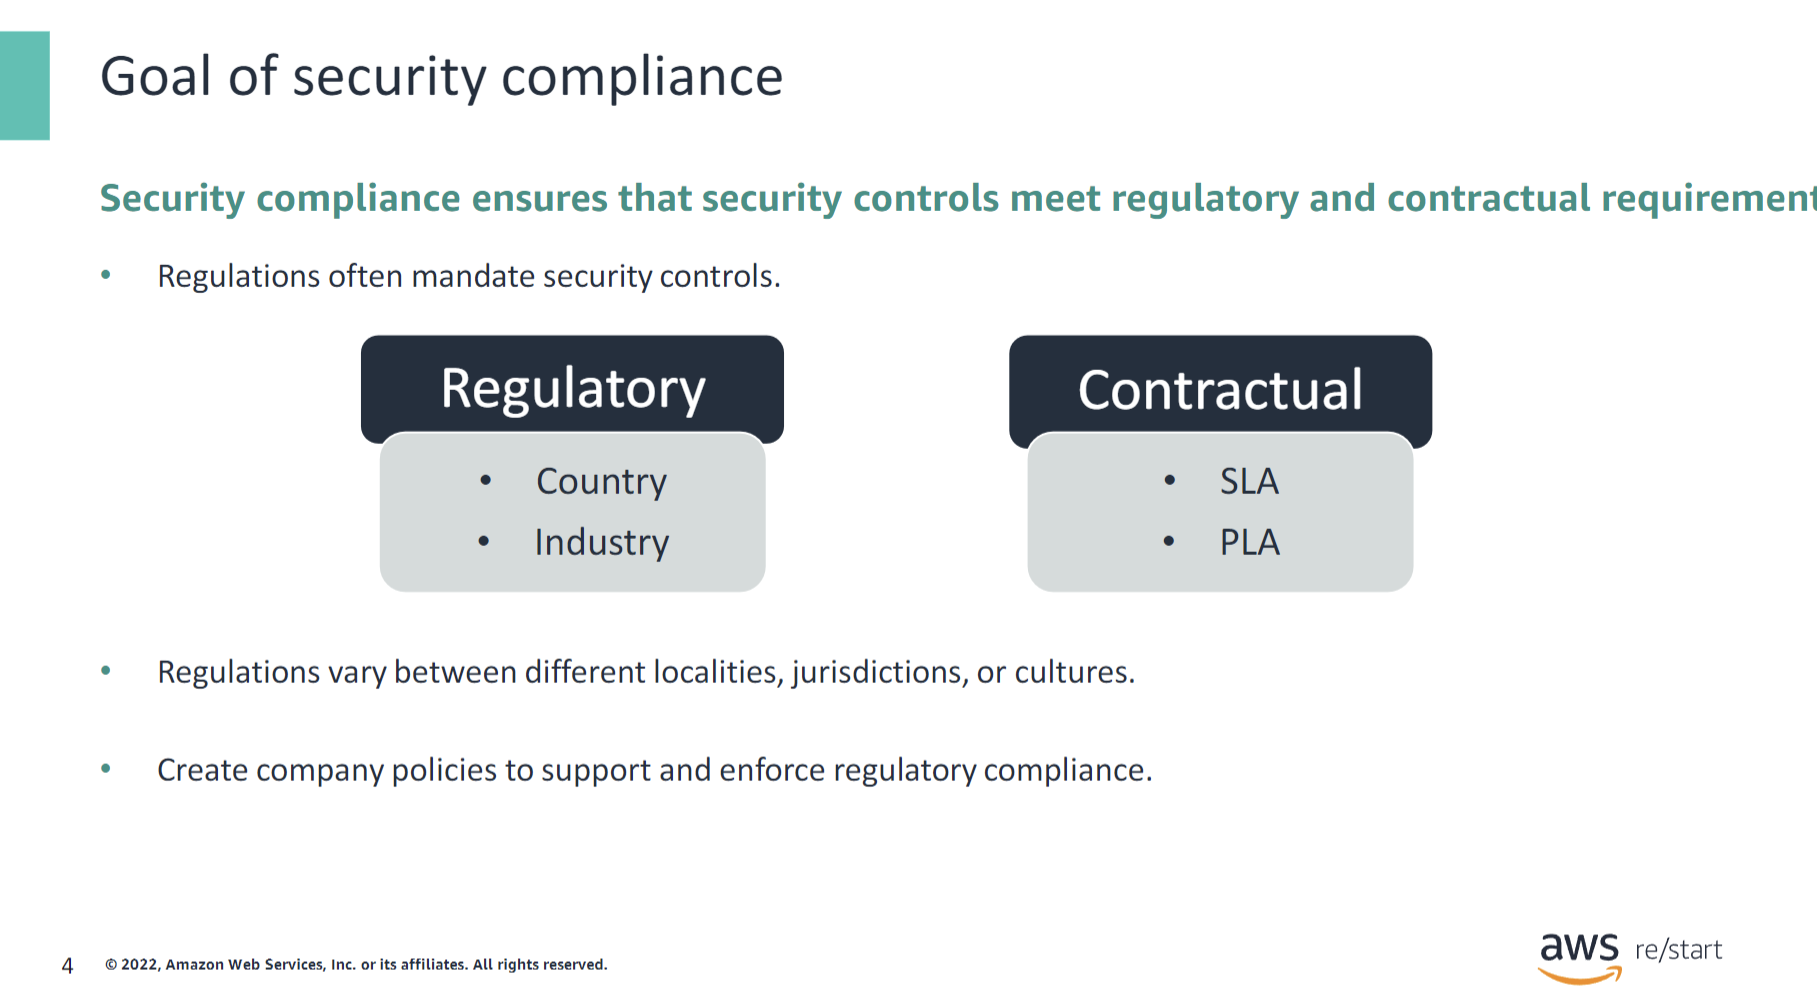 Goal of security compliance
Security compliance ensures that security controls meet regulatory and contractual requirement
• Regulations often mandate security controls.
Regulatory
• Country
• Industry
Contractual
• SLA
• PLA
• Regulations vary between different localities, jurisdictions, or cultures.
• Create company policies to support and enforce regulatory compliance.
4 © 2022, Amazon Web Services, Inc. or its affiliates. All rights reserved.
aws re/start